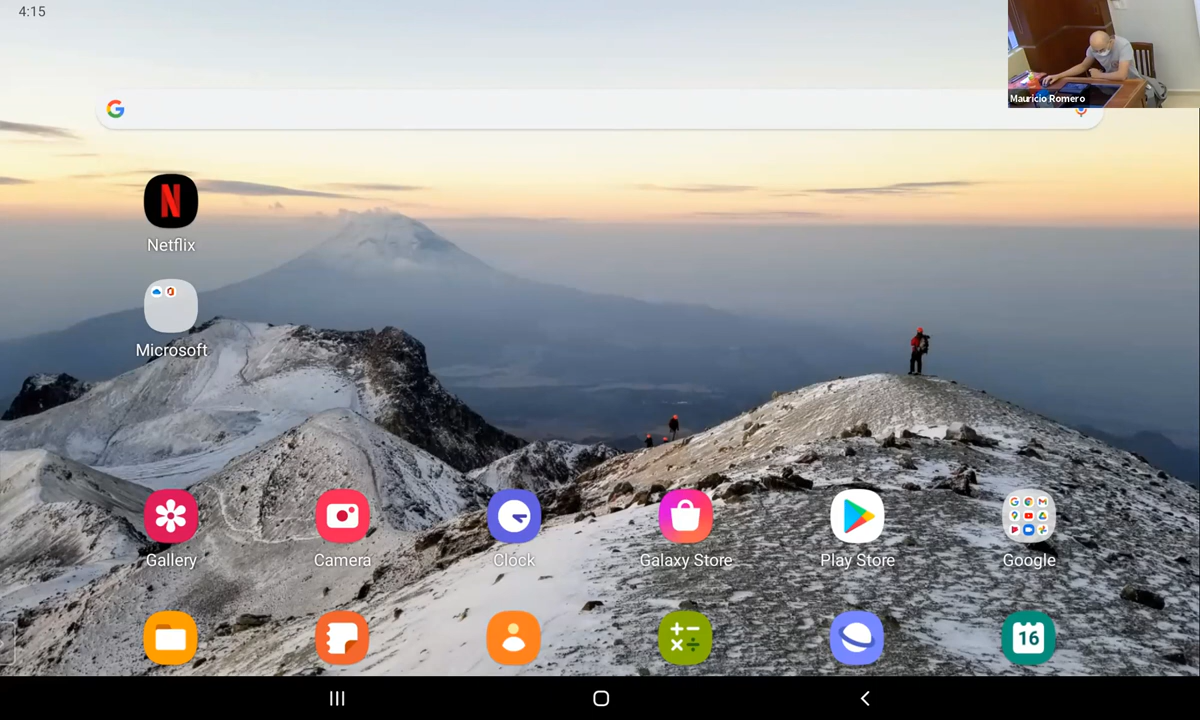 4:15
Mauricio Romero
N
Netflix
Microsoft
Gallery
Camera
Clock
Galaxy Store
Play Store
Google
16